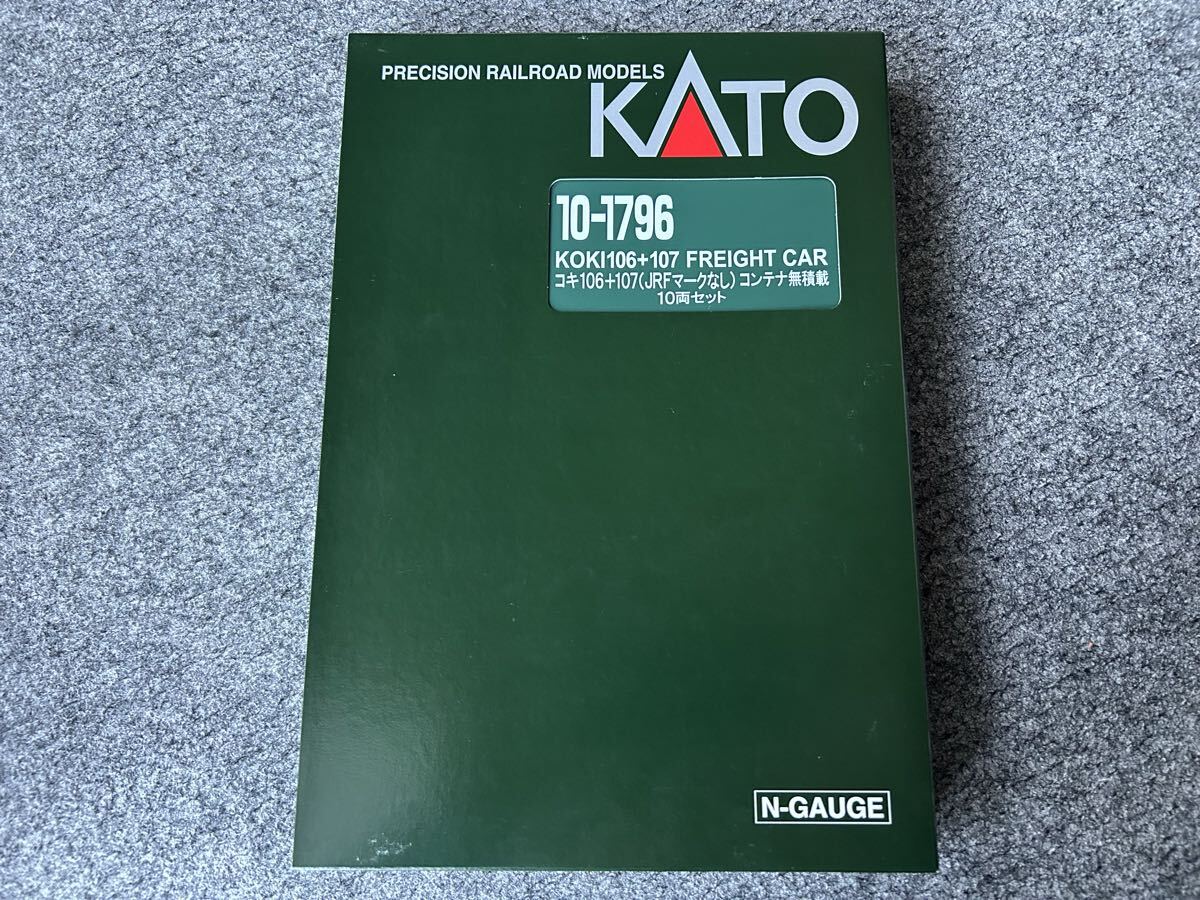 PRECISION RAILROAD MODELS
KATO
10-1796
KOKI106+107 FREIGHT CAR
コキ106+107(JRFマークなし) コンテナ無積載
10両セット
N-GAUGE